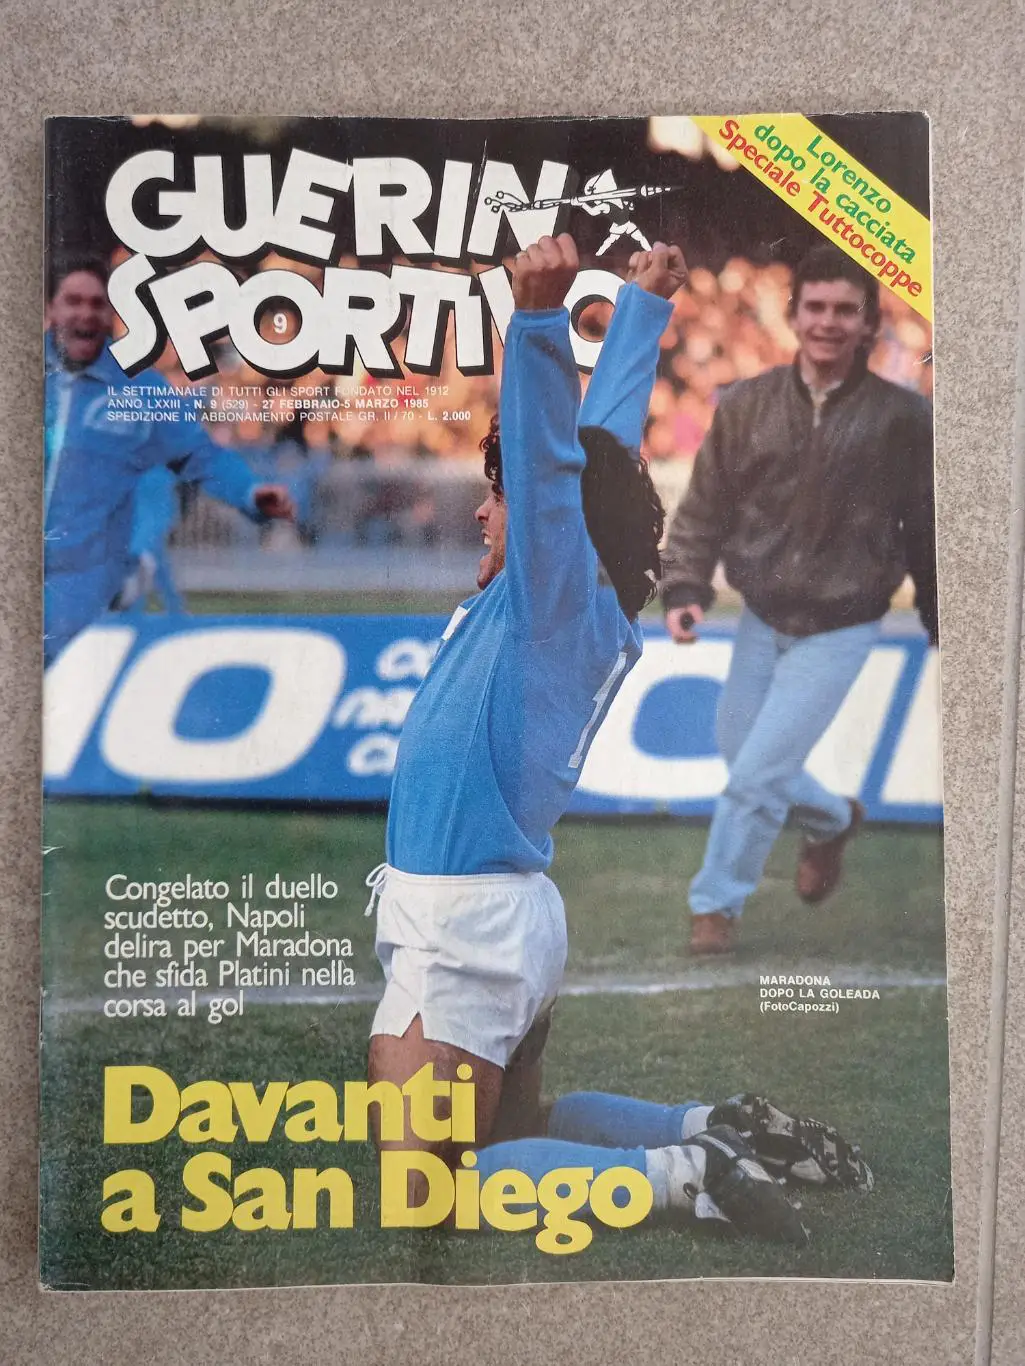 GUERIN
SPORTIVO
9
Lorenzo
dopo la cacciata
Speciale Tuttocoppe
IL SETTIMANALE DI TUTTI GLI SPORT FONDATO NEL 1912
ANNO LXXIII - N. 9 (529) - 27 FEBBRAIO-5 MARZO 1985
SPEDIZIONE IN ABBONAMENTO POSTALE GR. II/70 - L. 2.000
Congelato il duello
scudetto, Napoli
delira per Maradona
che sfida Platini nella
corsa al gol
MARADONA
DOPO LA GOLEADA
(FotoCapozzi)
Davanti
a San Diego